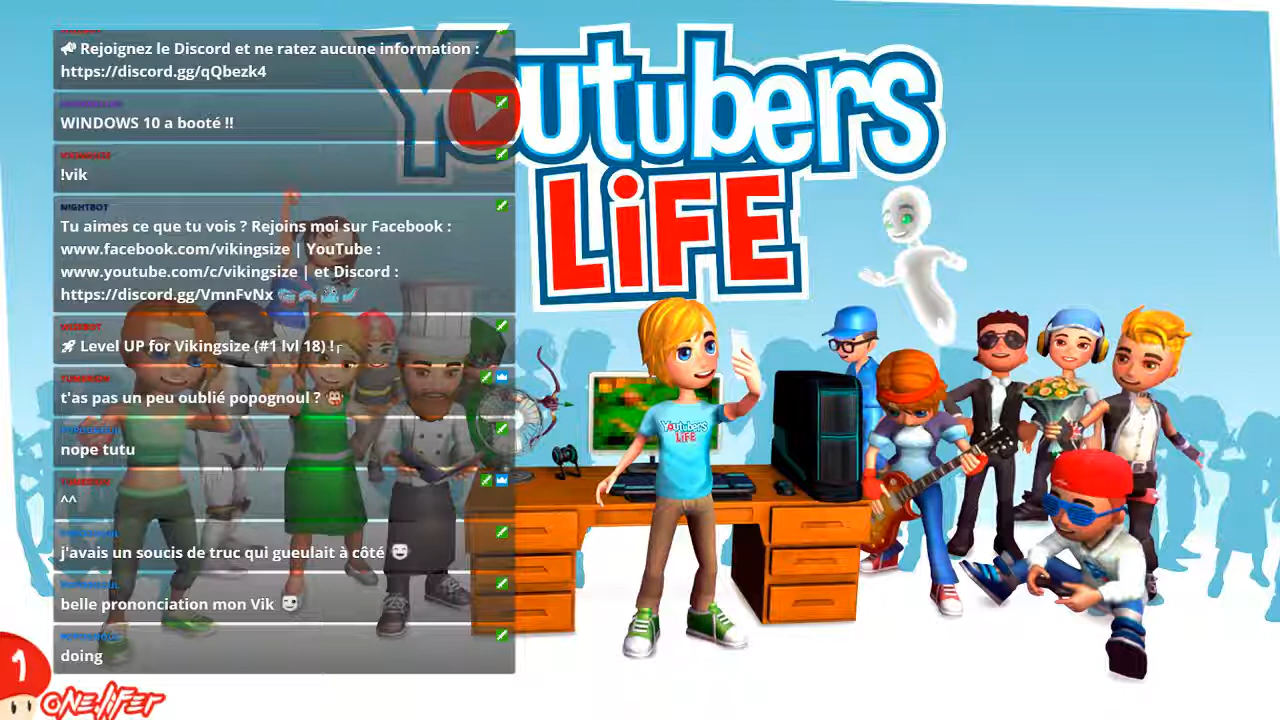 Rejoignez le Discord et ne ratez aucune information :
https://discord.gg/qQbezk4
WINDOWS 10 a booté !!
!vik
NIGHTBOT
Tu aimes ce que tu vois ? Rejoins moi sur Facebook :
www.facebook.com/vikingsize | YouTube :
www.youtube.com/c/vikingsize | et Discord :
https://discord.gg/VmnFvNx
Level UP for Vikingsize (#1 lvl 18) !
t'as pas un peu oublié popognoul ?
nope tutu
^^
j'avais un soucis de truc qui gueulait à côté
belle prononciation mon Vik
doing
Youtubers
LiFE
Youtubers
LiFE
1
ONELIFER